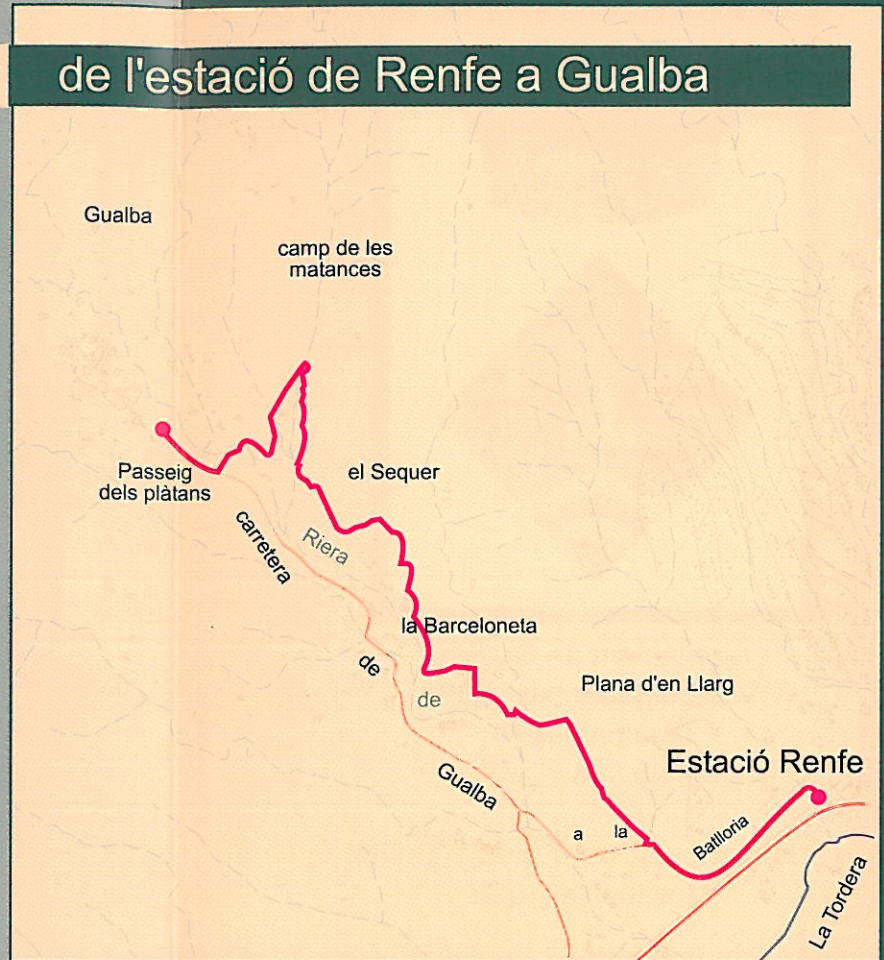 de l'estació de Renfe a Gualba
Gualba
camp de les
matances
Passeig
dels plàtans
el Sequer
carretera
Riera
la Barceloneta
de
de
Plana d'en Llarg
Estació Renfe
Gualba
a
la
Batlloria
La Tordera